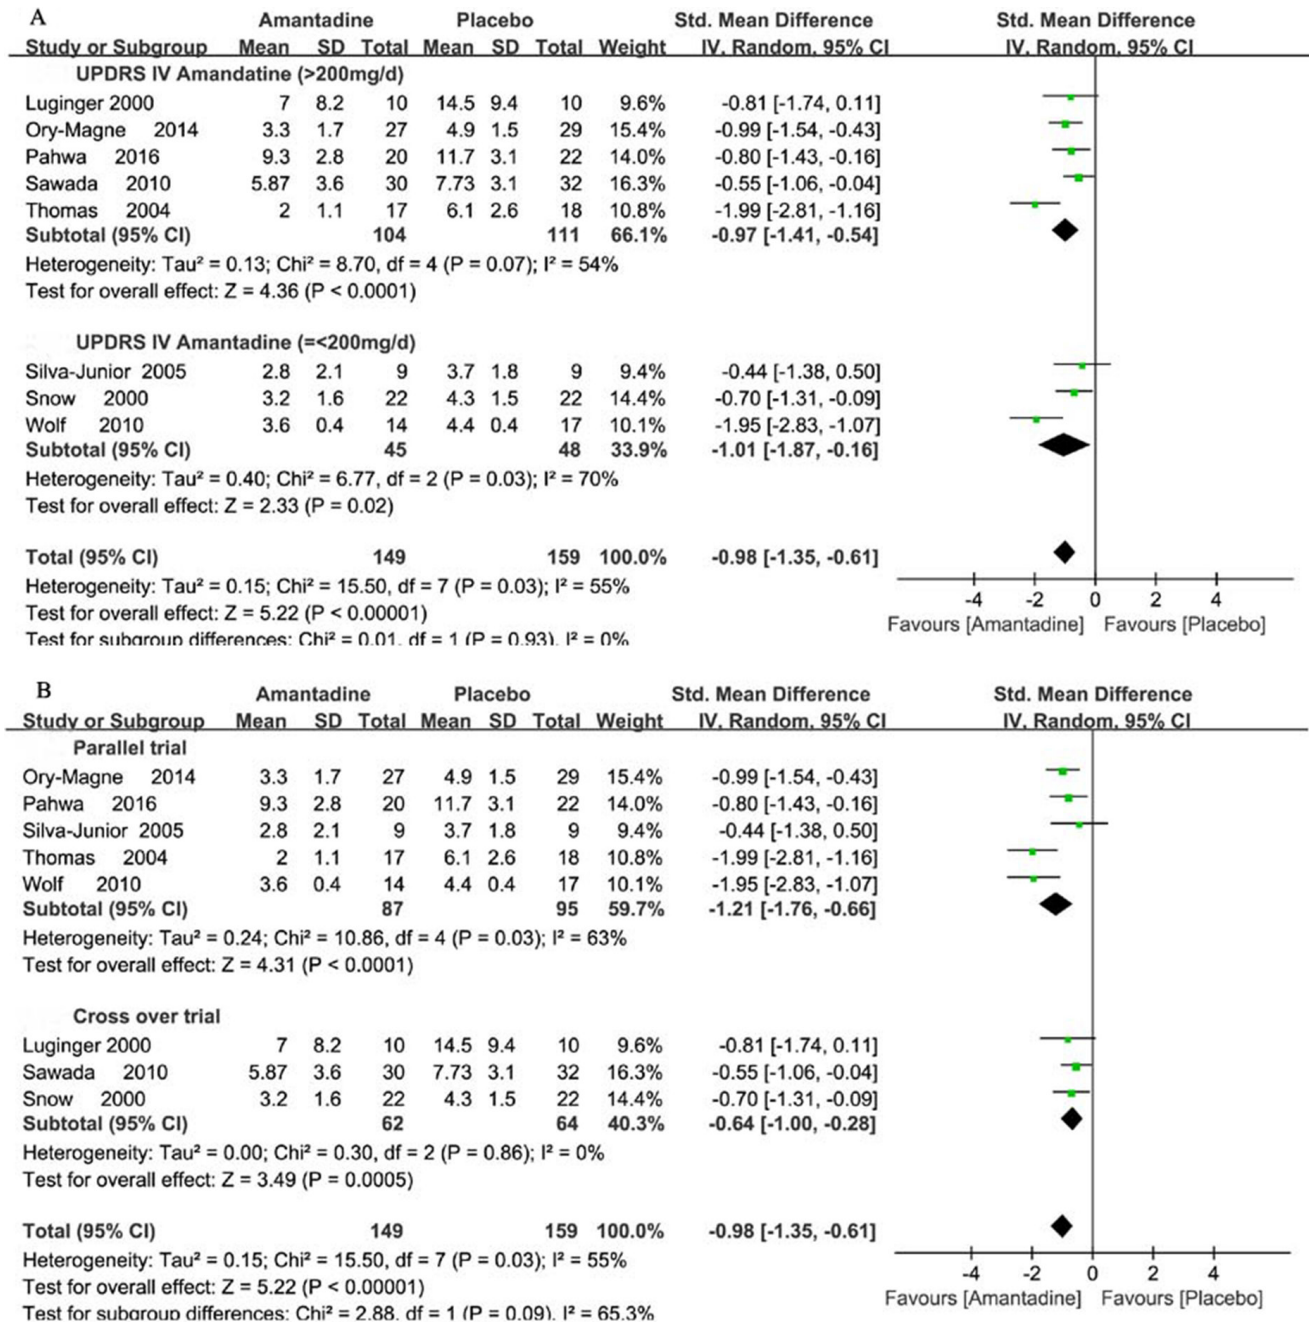 A Amantadine Placebo Std. Mean Difference Std. Mean Difference
Study or Subgroup Mean SD Total Mean SD Total Weight IV, Random, 95% CI IV, Random, 95% CI
UPDRS IV Amandatine (>200mg/d)
Luginger 2000 7 8.2 10 14.5 9.4 10 9.6% -0.81 [-1.74, 0.11]
Ory-Magne 2014 3.3 1.7 27 4.9 1.5 29 15.4% -0.99 [-1.54, -0.43]
Pahwa 2016 9.3 2.8 20 11.7 3.1 22 14.0% -0.80 [-1.43, -0.16]
Sawada 2010 5.87 3.6 30 7.73 3.1 32 16.3% -0.55 [-1.06, -0.04]
Thomas 2004 2 1.1 17 6.1 2.6 18 10.8% -1.99 [-2.81, -1.16]
Subtotal (95% CI) 104 111 66.1% -0.97 [-1.41, -0.54]
Heterogeneity: Tau² = 0.13; Chi² = 8.70, df = 4 (P = 0.07); I² = 54%
Test for overall effect: Z = 4.36 (P < 0.0001)
UPDRS IV Amantadine (=<200mg/d)
Silva-Junior 2005 2.8 2.1 9 3.7 1.8 9 9.4% -0.44 [-1.38, 0.50]
Snow 2000 3.2 1.6 22 4.3 1.5 22 14.4% -0.70 [-1.31, -0.09]
Wolf 2010 3.6 0.4 14 4.4 0.4 17 10.1% -1.95 [-2.83, -1.07]
Subtotal (95% CI) 45 48 33.9% -1.01 [-1.87, -0.16]
Heterogeneity: Tau² = 0.40; Chi² = 6.77, df = 2 (P = 0.03); I² = 70%
Test for overall effect: Z = 2.33 (P = 0.02)
Total (95% CI) 149 159 100.0% -0.98 [-1.35, -0.61]
Heterogeneity: Tau² = 0.15; Chi² = 15.50, df = 7 (P = 0.03); I² = 55%
Test for overall effect: Z = 5.22 (P < 0.00001)
Test for subgroup differences: Chi² = 0.01, df = 1 (P = 0.93), I² = 0%
-4 -2 0 2 4
Favours [Amantadine] Favours [Placebo]
B Amantadine Placebo Std. Mean Difference Std. Mean Difference
Study or Subgroup Mean SD Total Mean SD Total Weight IV, Random, 95% CI IV, Random, 95% CI
Parallel trial
Ory-Magne 2014 3.3 1.7 27 4.9 1.5 29 15.4% -0.99 [-1.54, -0.43]
Pahwa 2016 9.3 2.8 20 11.7 3.1 22 14.0% -0.80 [-1.43, -0.16]
Silva-Junior 2005 2.8 2.1 9 3.7 1.8 9 9.4% -0.44 [-1.38, 0.50]
Thomas 2004 2 1.1 17 6.1 2.6 18 10.8% -1.99 [-2.81, -1.16]
Wolf 2010 3.6 0.4 14 4.4 0.4 17 10.1% -1.95 [-2.83, -1.07]
Subtotal (95% CI) 87 95 59.7% -1.21 [-1.76, -0.66]
Heterogeneity: Tau² = 0.24; Chi² = 10.86, df = 4 (P = 0.03); I² = 63%
Test for overall effect: Z = 4.31 (P < 0.0001)
Cross over trial
Luginger 2000 7 8.2 10 14.5 9.4 10 9.6% -0.81 [-1.74, 0.11]
Sawada 2010 5.87 3.6 30 7.73 3.1 32 16.3% -0.55 [-1.06, -0.04]
Snow 2000 3.2 1.6 22 4.3 1.5 22 14.4% -0.70 [-1.31, -0.09]
Subtotal (95% CI) 62 64 40.3% -0.64 [-1.00, -0.28]
Heterogeneity: Tau² = 0.00; Chi² = 0.30, df = 2 (P = 0.86); I² = 0%
Test for overall effect: Z = 3.49 (P = 0.0005)
Total (95% CI) 149 159 100.0% -0.98 [-1.35, -0.61]
Heterogeneity: Tau² = 0.15; Chi² = 15.50, df = 7 (P = 0.03); I² = 55%
Test for overall effect: Z = 5.22 (P < 0.00001)
Test for subgroup differences: Chi² = 2.88, df = 1 (P = 0.09), I² = 65.3%
-4 -2 0 2 4
Favours [Amantadine] Favours [Placebo]